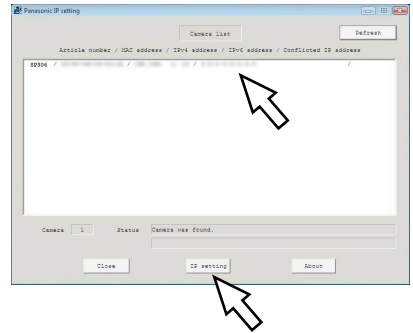 Panasonic IP setting
Camera list
Refresh
Article number / MAC address / IPv4 address / IPv6 address / Conflicted IP address
SP306 / / / /
Camera 1 Status Camera was found.
Close IP setting About